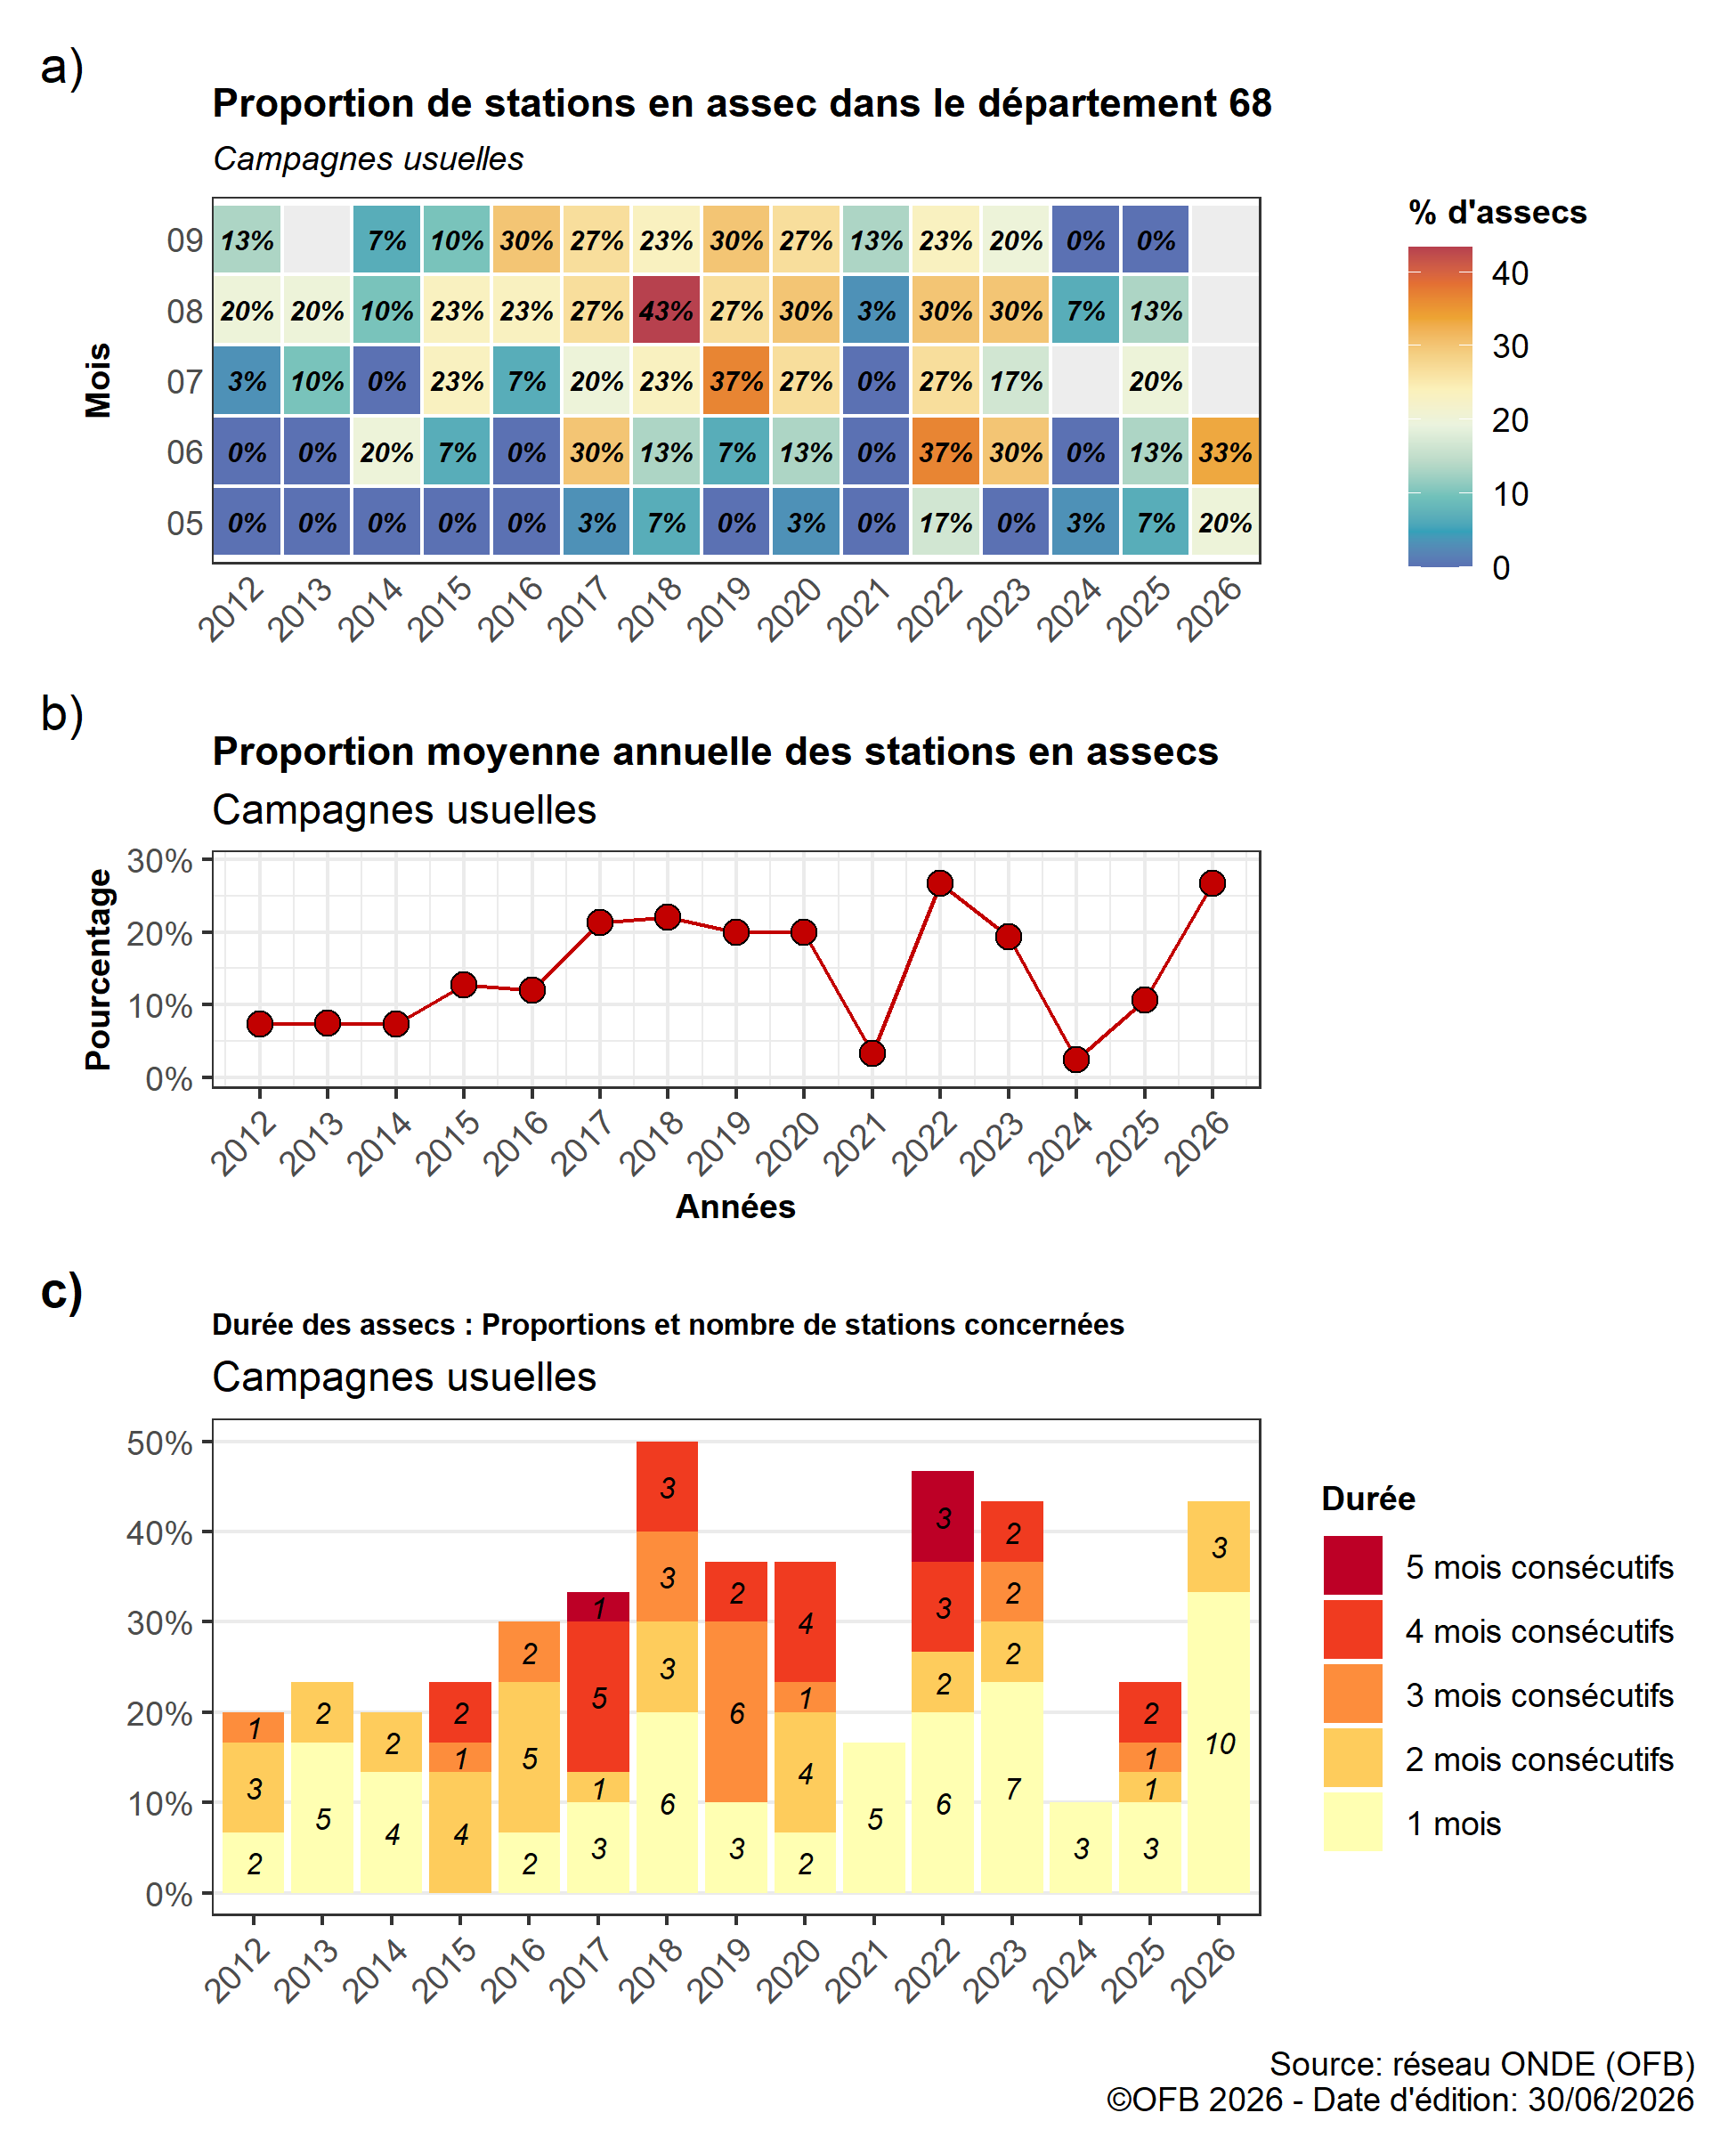 a)
Proportion de stations en assec dans le département 68
Campagnes usuelles
Mois
09 13% 7% 10% 30% 27% 23% 30% 27% 13% 23% 20% 0% 0%
08 20% 20% 10% 23% 23% 27% 43% 27% 30% 3% 30% 30% 7% 13%
07 3% 10% 0% 23% 7% 20% 23% 37% 27% 0% 27% 17% 20%
06 0% 0% 20% 7% 0% 30% 13% 7% 13% 0% 37% 30% 0% 13% 33%
05 0% 0% 0% 0% 0% 3% 7% 0% 3% 0% 17% 0% 3% 7% 20%
2012 2013 2014 2015 2016 2017 2018 2019 2020 2021 2022 2023 2024 2025 2026
% d'assecs
40
30
20
10
0
b)
Proportion moyenne annuelle des stations en assecs
Campagnes usuelles
Pourcentage
30%
20%
10%
0%
2012 2013 2014 2015 2016 2017 2018 2019 2020 2021 2022 2023 2024 2025 2026
Années
c)
Durée des assecs : Proportions et nombre de stations concernées
Campagnes usuelles
50%
40%
30%
20%
10%
0%
1 3 2
2 5
2 4
2 1 4
2 5 2
1 5 1 3
3 3 3 6
2 6 3
4 1 4 2
5
3 3 2 6
2 2 2 7
3
2 1 1 3
3 10
2012 2013 2014 2015 2016 2017 2018 2019 2020 2021 2022 2023 2024 2025 2026
Durée
5 mois consécutifs
4 mois consécutifs
3 mois consécutifs
2 mois consécutifs
1 mois
Source: réseau ONDE (OFB)
©OFB 2026 - Date d'édition: 30/06/2026